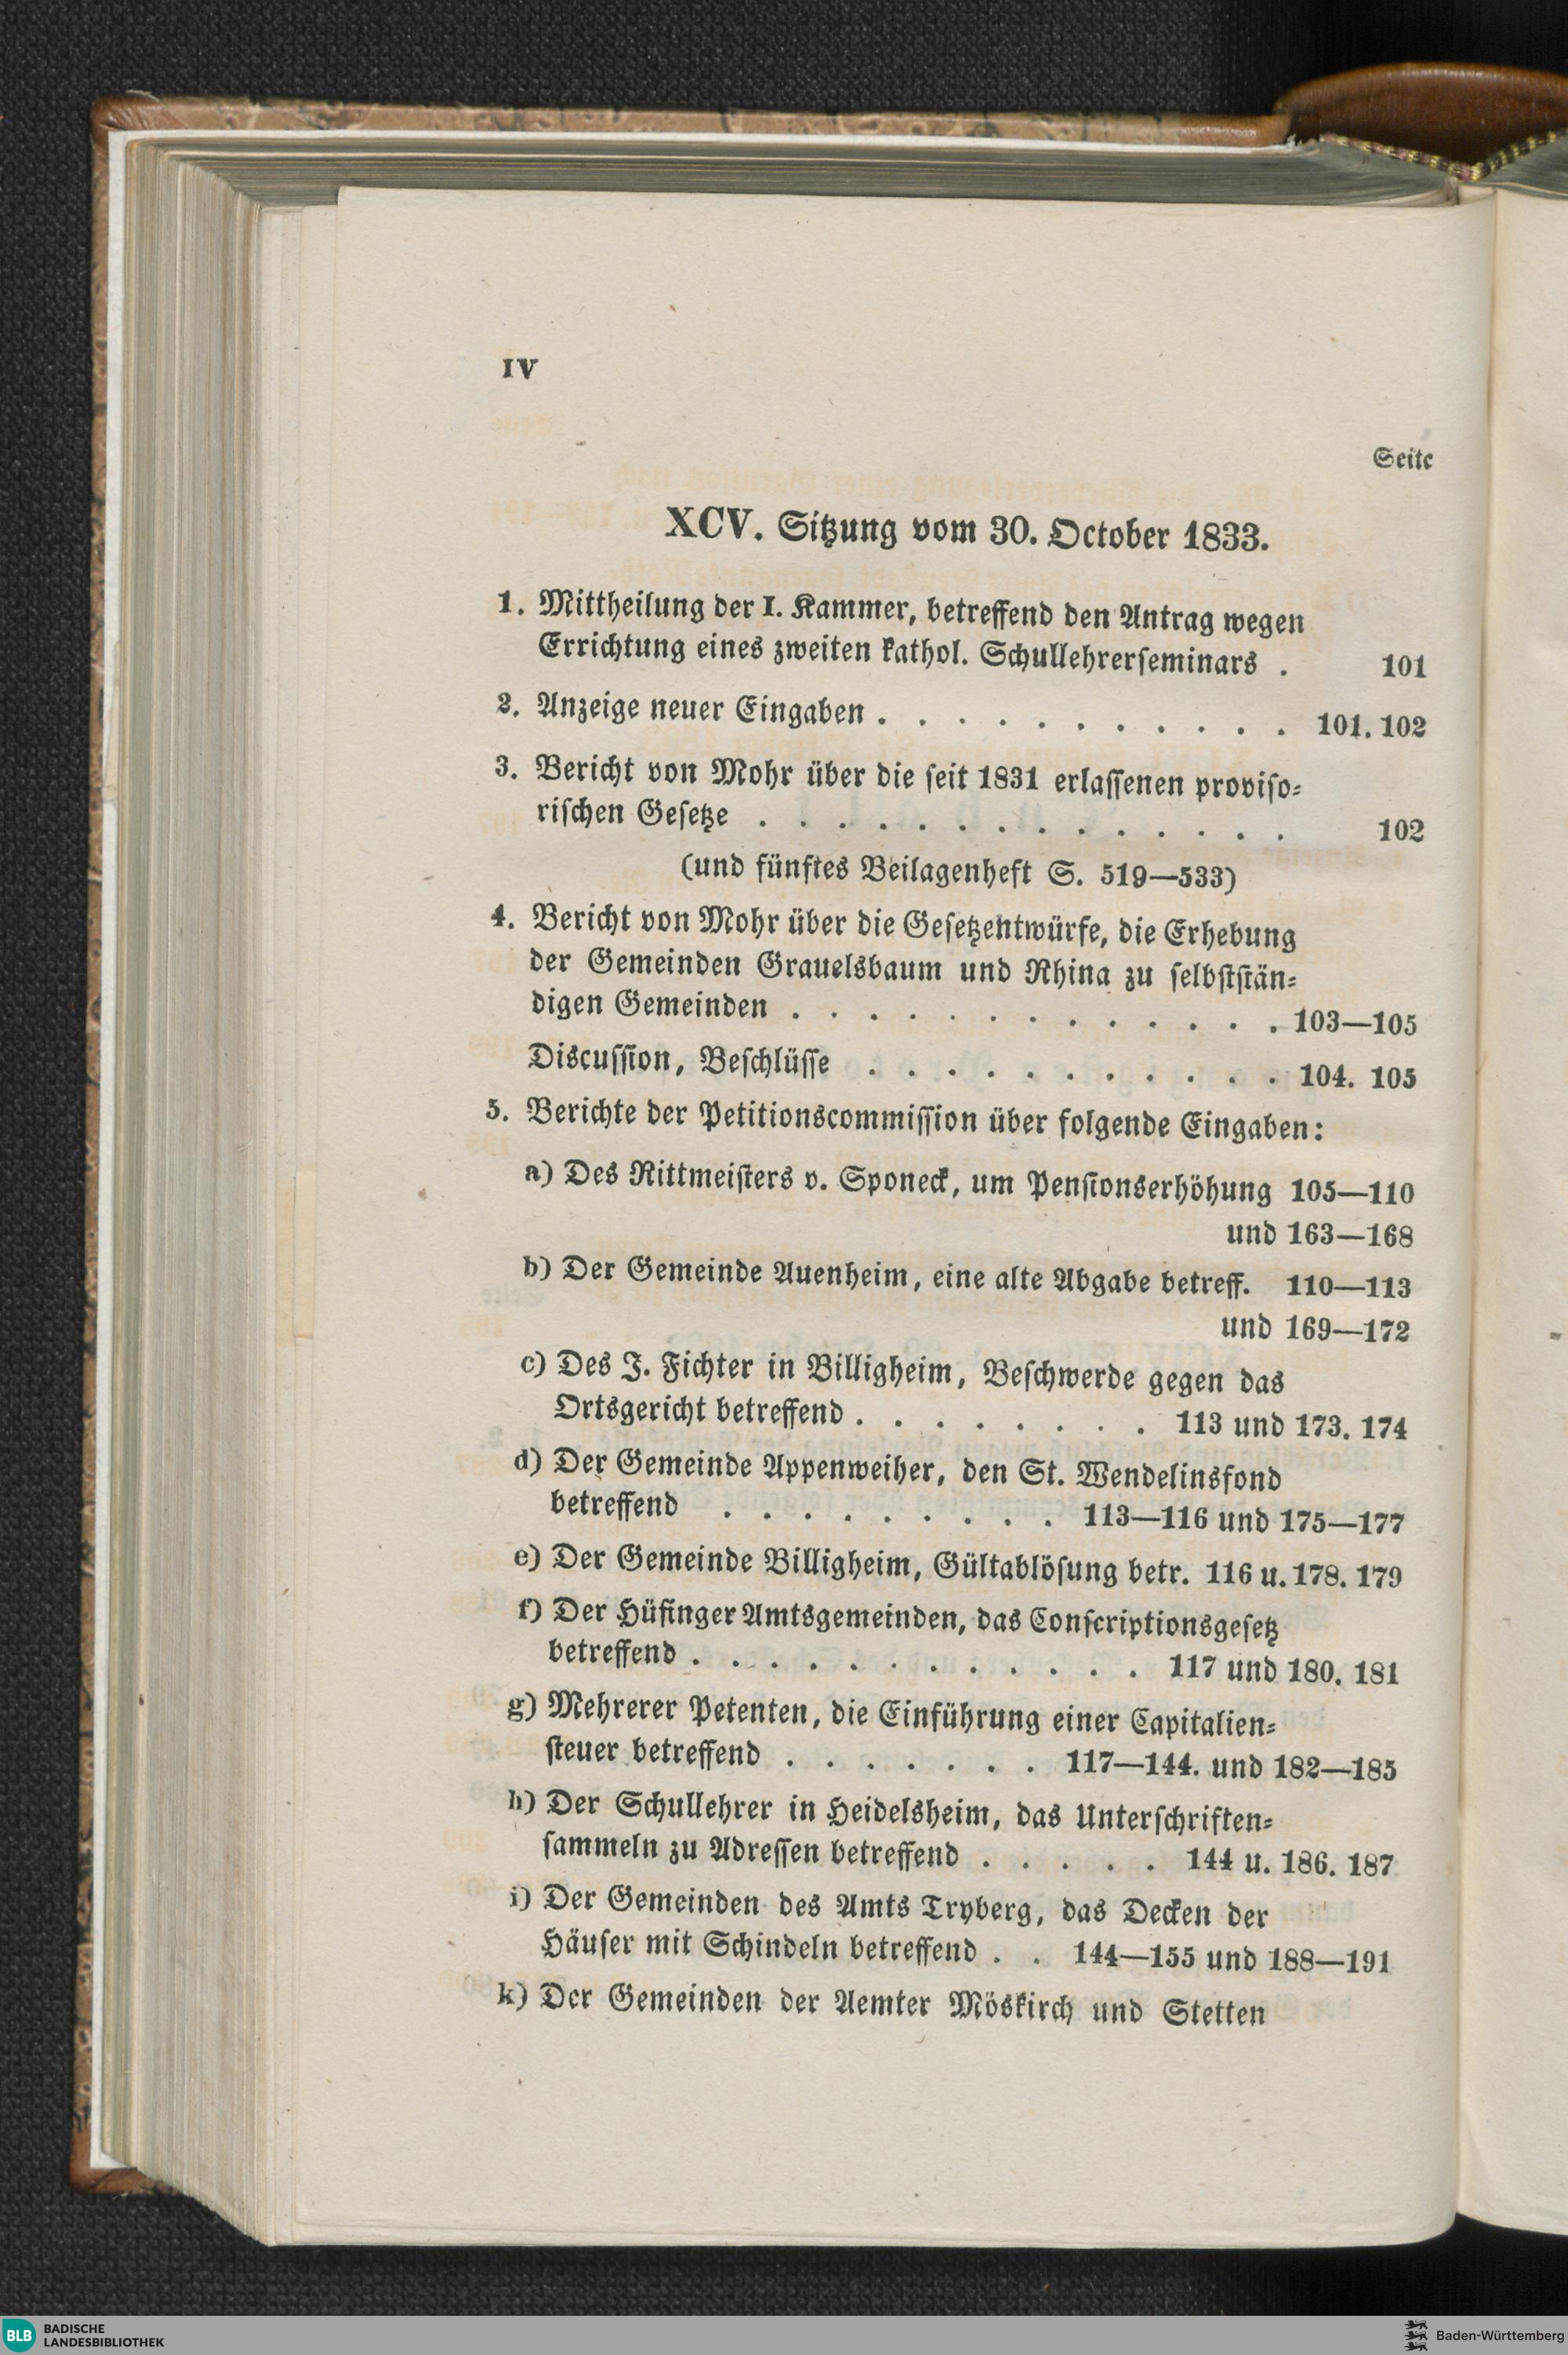 IV
Seite
XCV. Sitzung vom 30. October 1833.
1. Mittheilung der I. Kammer, betreffend den Antrag wegen
Errichtung eines zweiten kathol. Schullehrerseminars . 101
2. Anzeige neuer Eingaben . . . . . . . . . . . 101. 102
3. Bericht von Mohr über die seit 1831 erlassenen proviso-
rischen Gesetze . . . . . . . . . . . . . . 102
(und fünftes Beilagenheft S. 519—533)
4. Bericht von Mohr über die Gesetzentwürfe, die Erhebung
der Gemeinden Grauelsbaum und Rhina zu selbststän-
digen Gemeinden . . . . . . . . . . . . . 103—105
Discussion, Beschlüsse . . . . . . . . . . . 104. 105
5. Berichte der Petitionscommission über folgende Eingaben:
a) Des Rittmeisters v. Sponeck, um Pensionserhöhung 105—110
und 163—168
b) Der Gemeinde Auenheim, eine alte Abgabe betreff. 110—113
und 169—172
c) Des J. Fichter in Billigheim, Beschwerde gegen das
Ortsgericht betreffend . . . . . . . . 113 und 173. 174
d) Der Gemeinde Appenweiher, den St. Wendelinsfond
betreffend . . . . . . . . . 113—116 und 175—177
e) Der Gemeinde Billigheim, Gültablösung betr. 116 u. 178. 179
f) Der Hüfinger Amtsgemeinden, das Conscriptionsgesetz
betreffend . . . . . . . . . . . . 117 und 180. 181
g) Mehrerer Petenten, die Einführung einer Capitalien-
steuer betreffend . . . . . . . 117—144. und 182—185
h) Der Schullehrer in Heidelsheim, das Unterschriften-
sammeln zu Adressen betreffend . . . . . 144 u. 186. 187
i) Der Gemeinden des Amts Tryberg, das Decken der
Häuser mit Schindeln betreffend . . 144—155 und 188—191
k) Der Gemeinden der Aemter Möskirch und Stetten
BLB BADISCHE
LANDESBIBLIOTHEK
Baden-Württemberg